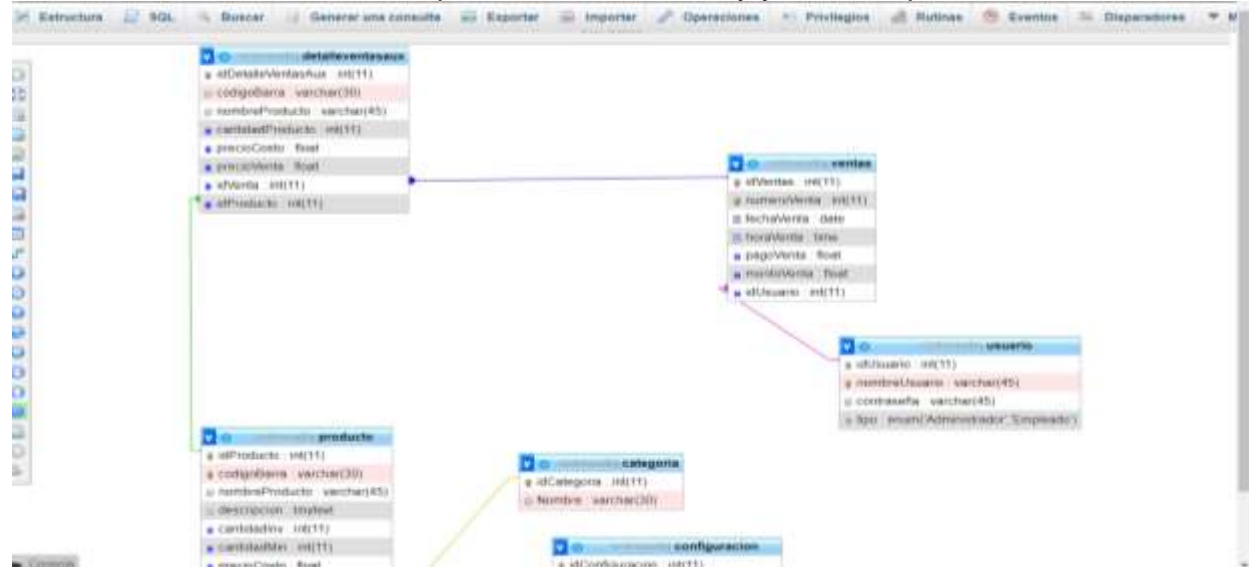 Estructura SQL Buscar Generar una consulta Exportar Importar Operaciones Privilegios Rutinas Eventos Disparadores
detalleventasaux
idDetalleVentasAux int(11)
codigoBarra varchar(30)
nombreProducto varchar(45)
cantidadProducto int(11)
precioCosto float
precioVenta float
idVenta int(11)
idProducto int(11)
ventas
idVentas int(11)
numeroVenta int(11)
fechaVenta date
horaVenta time
pagoVenta float
montoVenta float
idUsuario int(11)
usuario
idUsuario int(11)
nombreUsuario varchar(45)
contraseña varchar(45)
tipo enum('Administrador','Empleado')
producto
idProducto int(11)
codigoBarra varchar(30)
nombreProducto varchar(45)
descripcion tinytext
cantidadInv int(11)
cantidadMin int(11)
precioCosto float
categoria
idCategoria int(11)
Nombre varchar(30)
configuracion
idConfiguracion int(11)
Consola